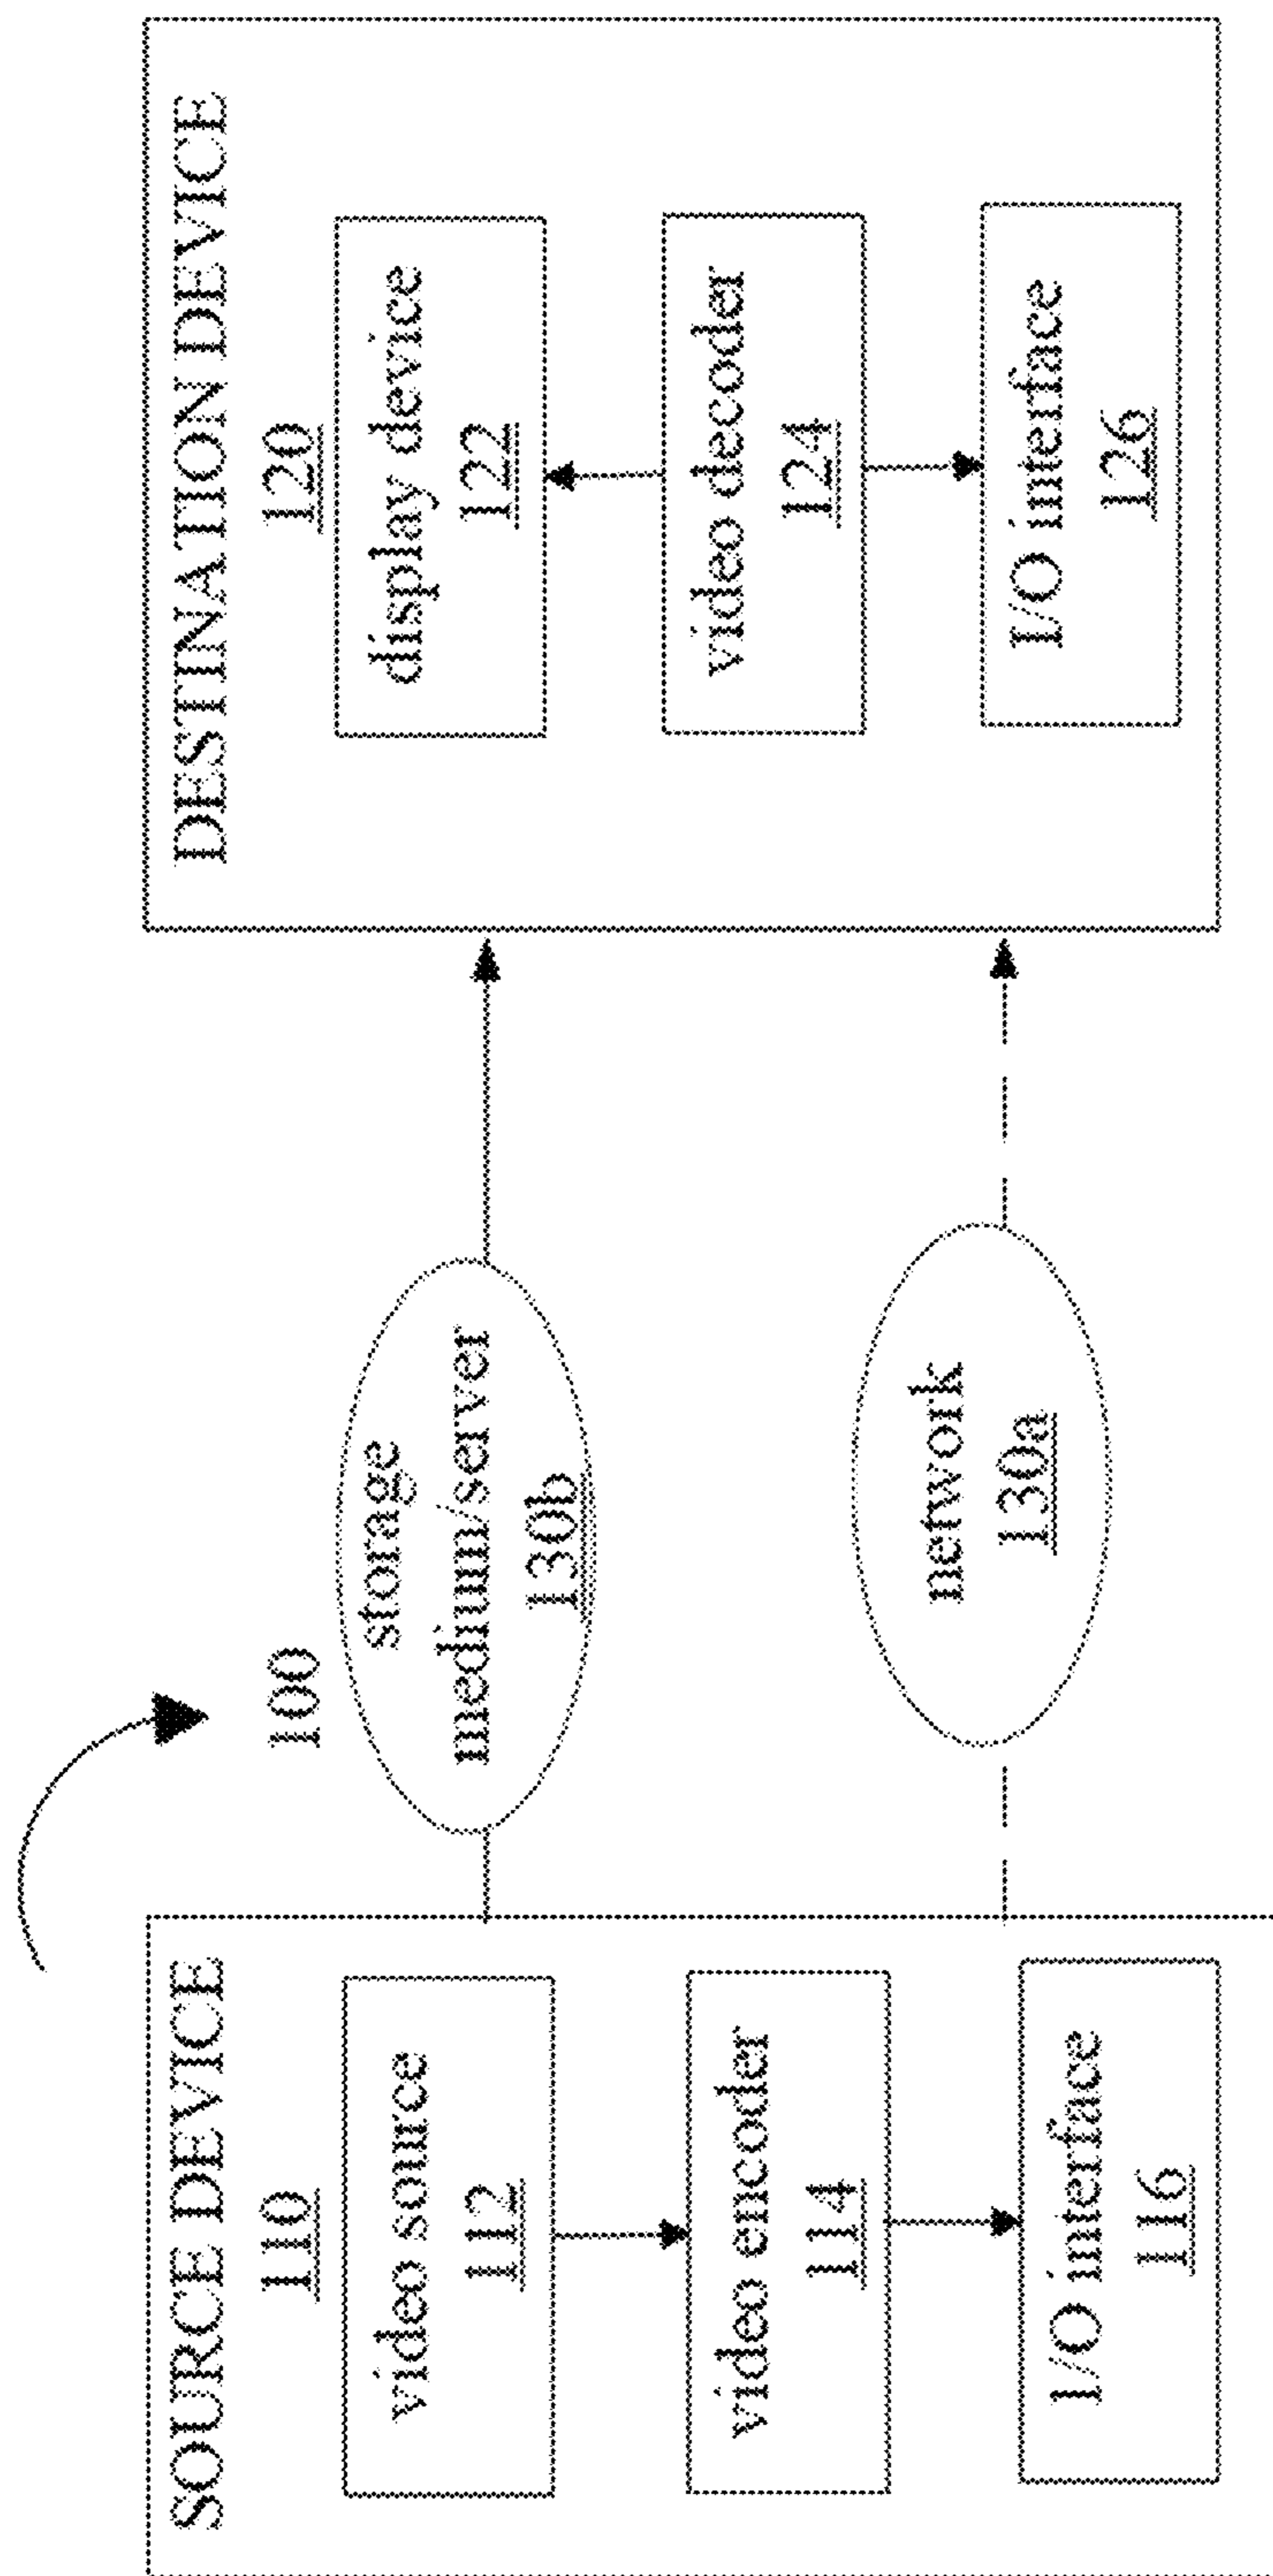 100
SOURCE DEVICE
110
video source
112
video encoder
114
I/O interface
116
storage
medium/server
130b
network
130a
DESTINATION DEVICE
120
display device
122
video decoder
124
I/O interface
126